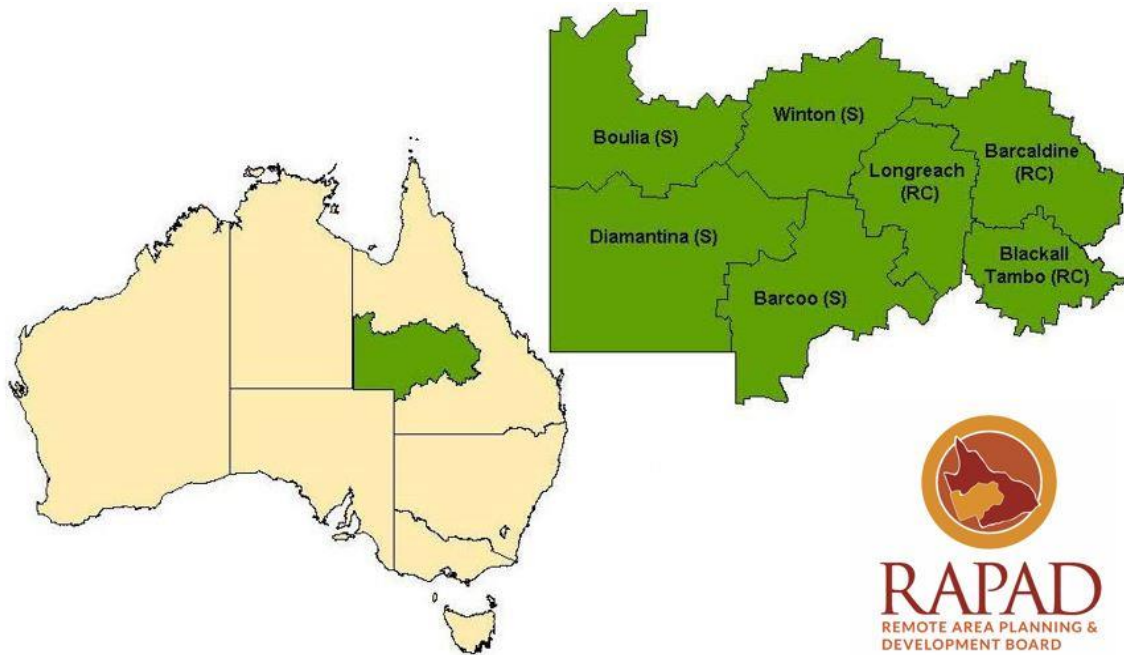 Boulia (S)
Winton (S)
Longreach
(RC)
Barcaldine
(RC)
Diamantina (S)
Barcoo (S)
Blackall
Tambo (RC)
RAPAD
REMOTE AREA PLANNING &
DEVELOPMENT BOARD